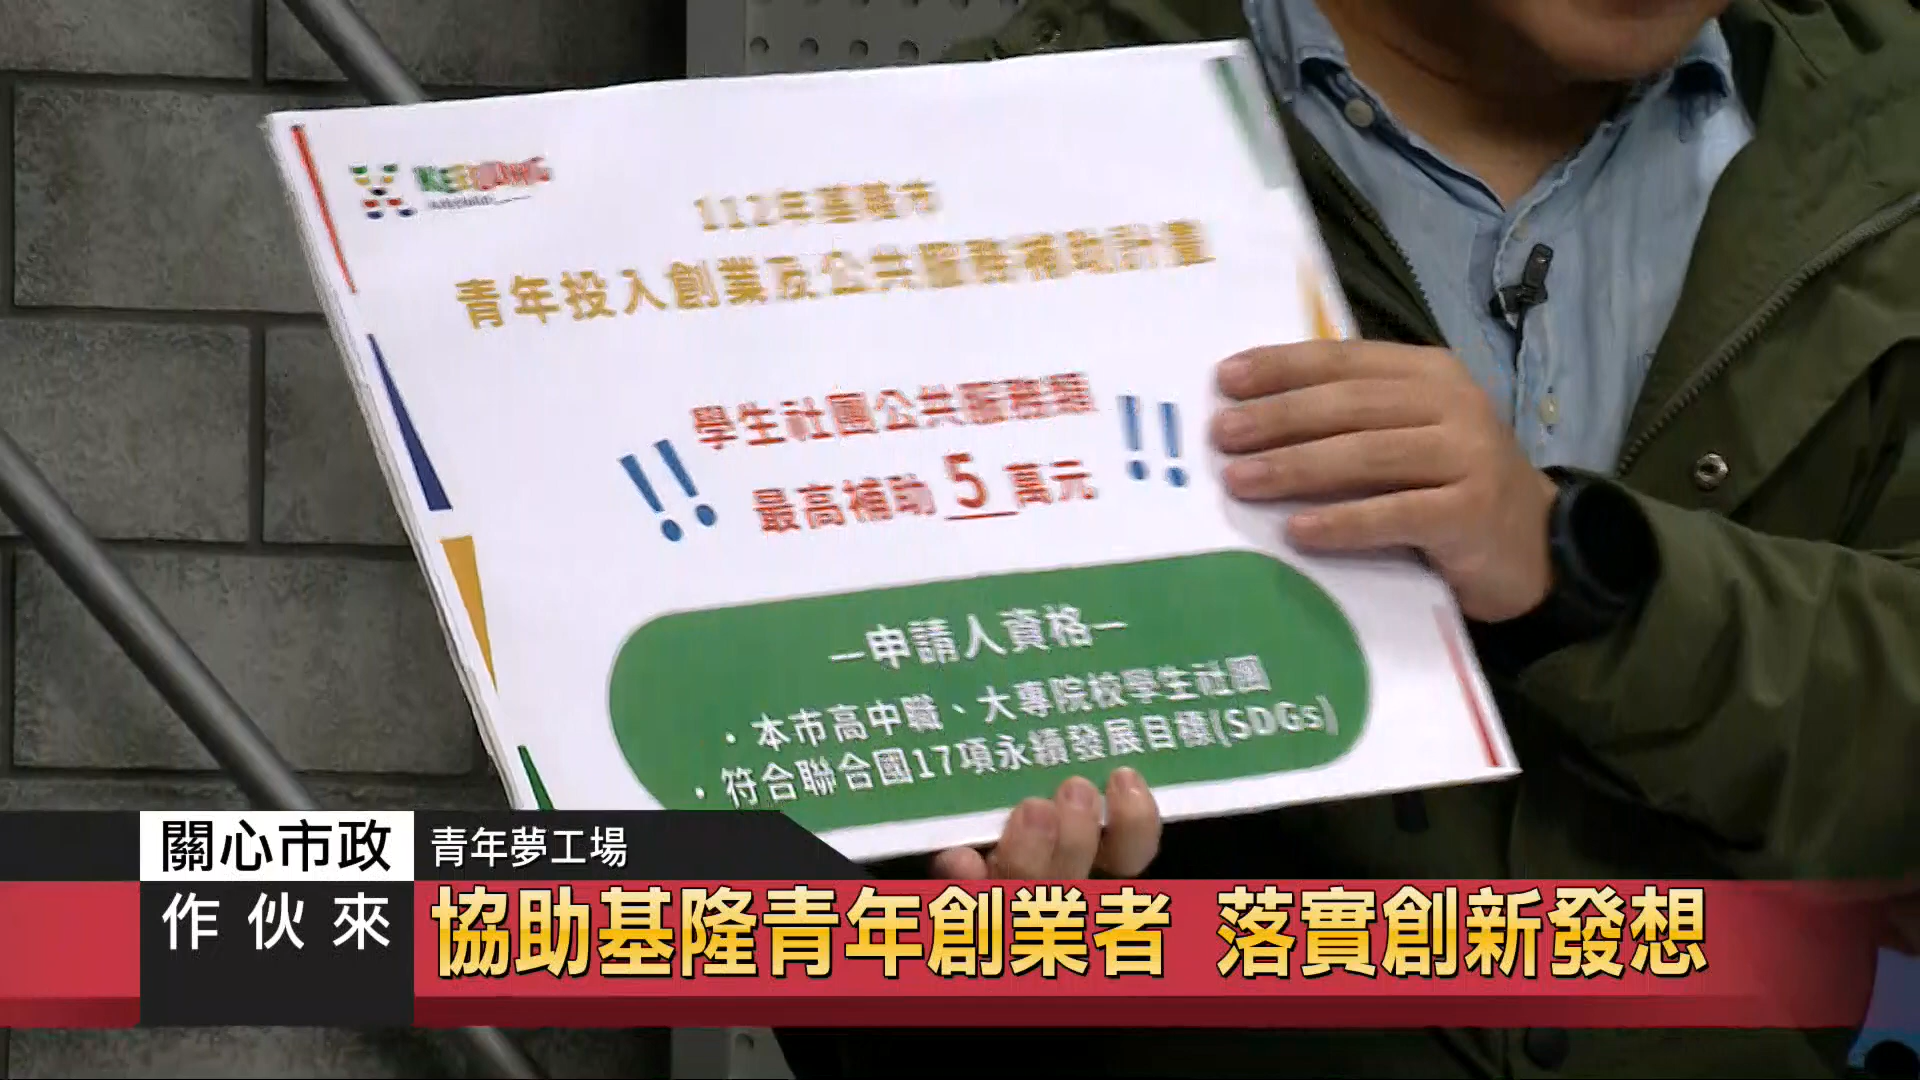 KEELUNG
112年基隆市
青年投入創業及公共服務補助計畫
學生社團公共服務類
!! 最高補助 5 萬元 !!
—申請人資格—
・本市高中職、大專院校學生社團
・符合聯合國17項永續發展目標(SDGs)
關心市政 青年夢工場
作伙來 協助基隆青年創業者 落實創新發想